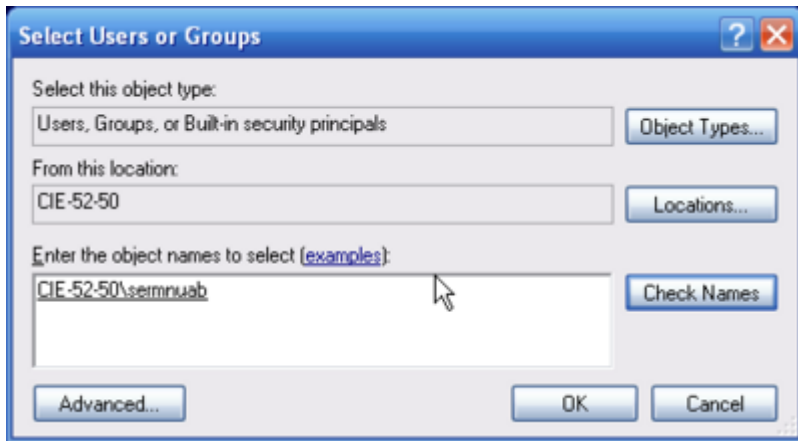 Select Users or Groups
Select this object type:
Users, Groups, or Built-in security principals
Object Types...
From this location:
CIE-52-50
Locations...
Enter the object names to select (examples):
CIE-52-50\sermnuab
Check Names
Advanced...
OK
Cancel